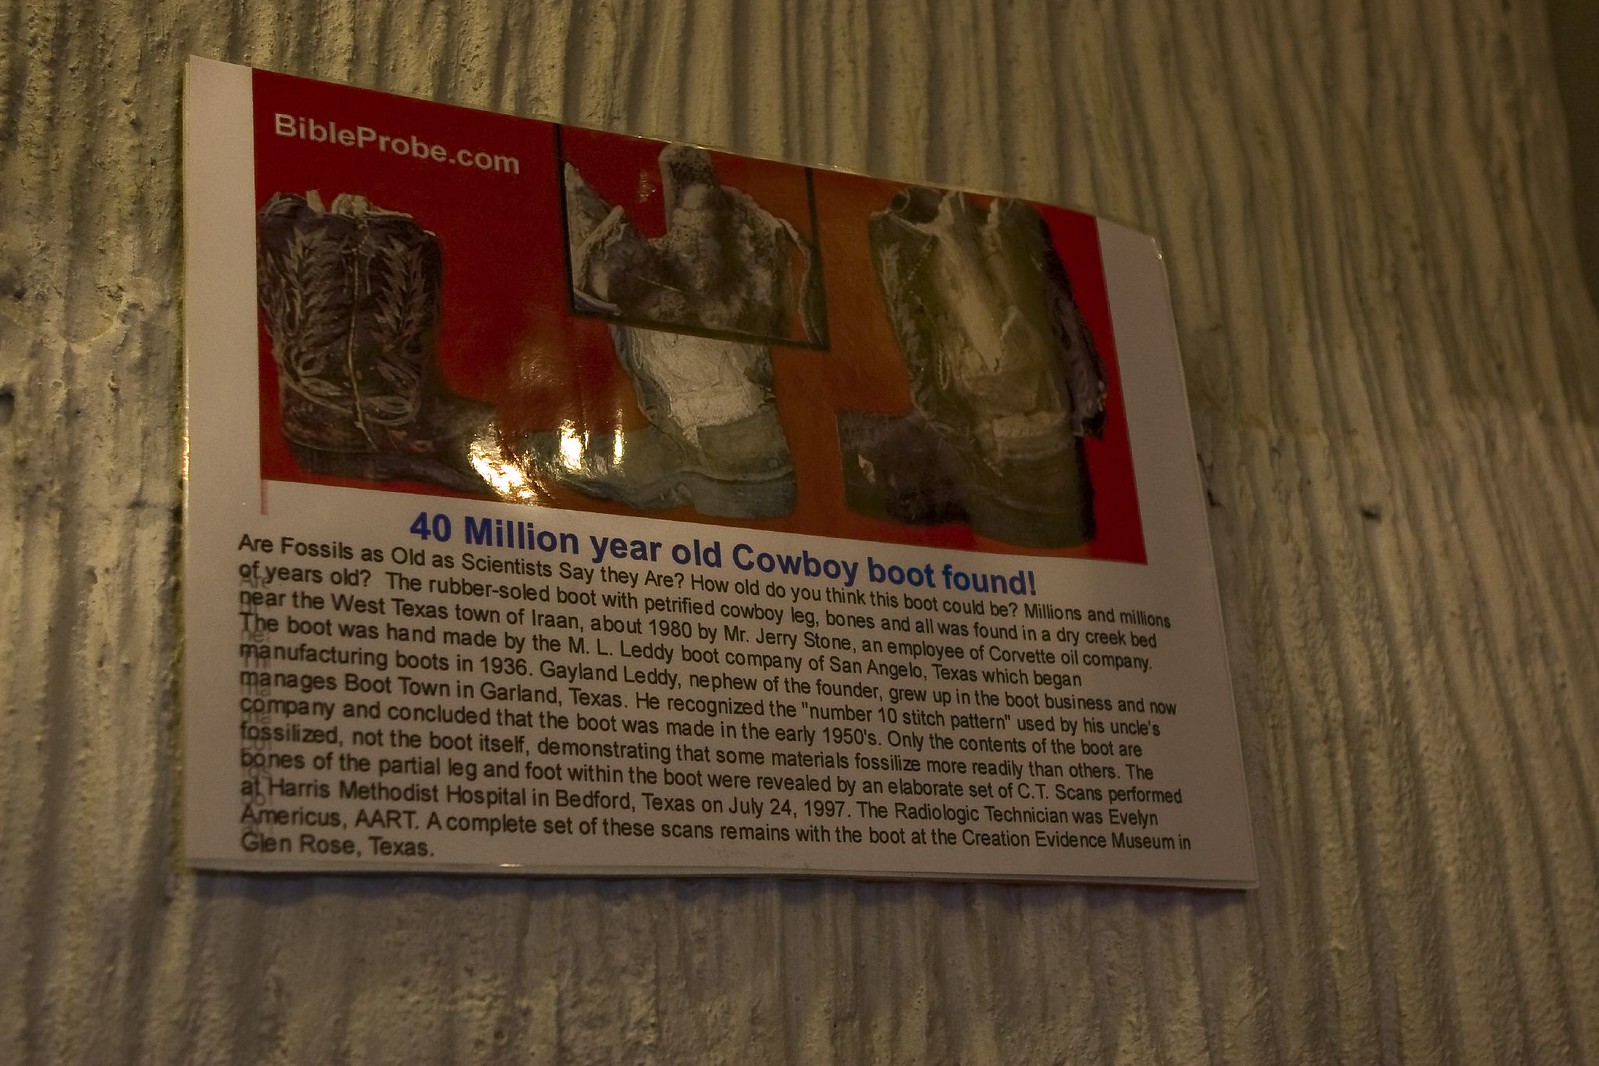 BibleProbe.com
40 Million year old Cowboy boot found!
Are Fossils as Old as Scientists Say they Are? How old do you think this boot could be? Millions and millions
of years old?  The rubber-soled boot with petrified cowboy leg, bones and all was found in a dry creek bed
near the West Texas town of Iraan, about 1980 by Mr. Jerry Stone, an employee of Corvette oil company.
The boot was hand made by the M. L. Leddy boot company of San Angelo, Texas which began
manufacturing boots in 1936. Gayland Leddy, nephew of the founder, grew up in the boot business and now
manages Boot Town in Garland, Texas. He recognized the "number 10 stitch pattern" used by his uncle's
company and concluded that the boot was made in the early 1950's. Only the contents of the boot are
fossilized, not the boot itself, demonstrating that some materials fossilize more readily than others. The
bones of the partial leg and foot within the boot were revealed by an elaborate set of C.T. Scans performed
at Harris Methodist Hospital in Bedford, Texas on July 24, 1997. The Radiologic Technician was Evelyn
Americus, AART. A complete set of these scans remains with the boot at the Creation Evidence Museum in
Glen Rose, Texas.